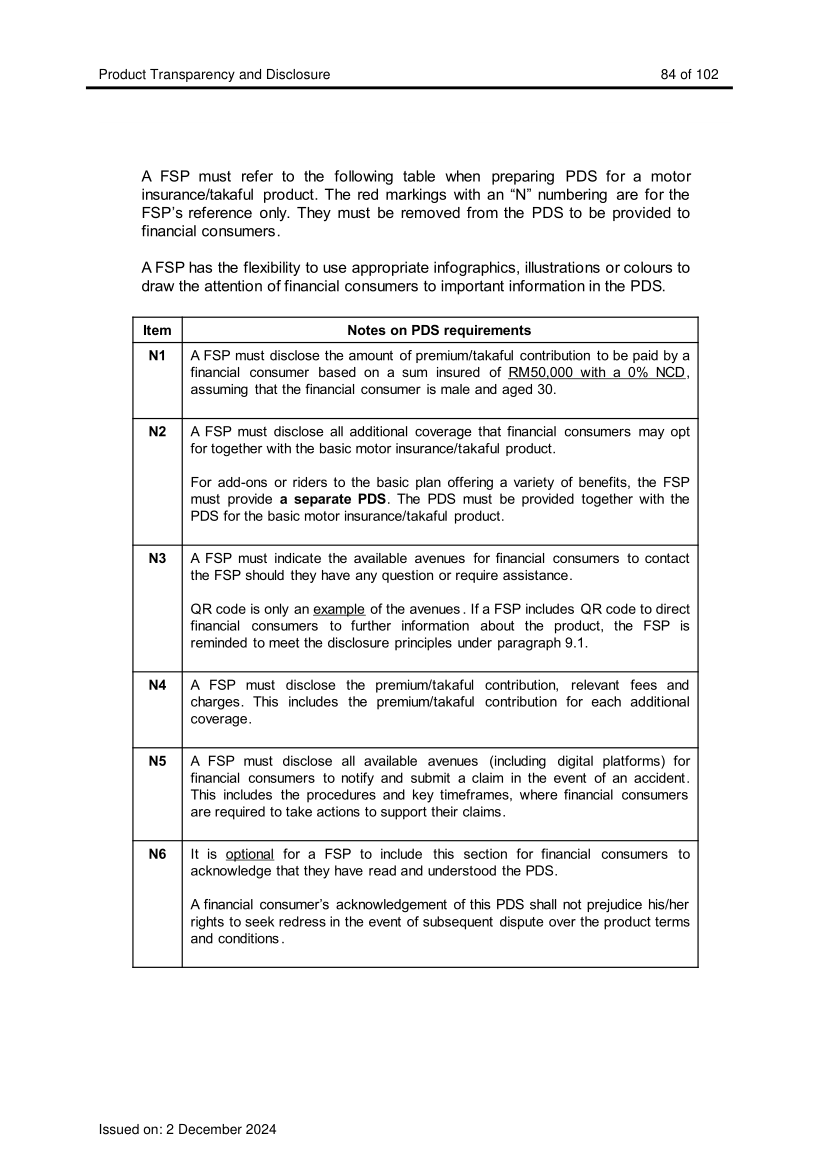 Product Transparency and Disclosure 84 of 102
A FSP must refer to the following table when preparing PDS for a motor
insurance/takaful product. The red markings with an “N” numbering are for the
FSP’s reference only. They must be removed from the PDS to be provided to
financial consumers.
A FSP has the flexibility to use appropriate infographics, illustrations or colours to
draw the attention of financial consumers to important information in the PDS.
Item Notes on PDS requirements
N1 A FSP must disclose the amount of premium/takaful contribution to be paid by a
financial consumer based on a sum insured of RM50,000 with a 0% NCD,
assuming that the financial consumer is male and aged 30.
N2 A FSP must disclose all additional coverage that financial consumers may opt
for together with the basic motor insurance/takaful product.
For add-ons or riders to the basic plan offering a variety of benefits, the FSP
must provide a separate PDS. The PDS must be provided together with the
PDS for the basic motor insurance/takaful product.
N3 A FSP must indicate the available avenues for financial consumers to contact
the FSP should they have any question or require assistance.
QR code is only an example of the avenues. If a FSP includes QR code to direct
financial consumers to further information about the product, the FSP is
reminded to meet the disclosure principles under paragraph 9.1.
N4 A FSP must disclose the premium/takaful contribution, relevant fees and
charges. This includes the premium/takaful contribution for each additional
coverage.
N5 A FSP must disclose all available avenues (including digital platforms) for
financial consumers to notify and submit a claim in the event of an accident.
This includes the procedures and key timeframes, where financial consumers
are required to take actions to support their claims.
N6 It is optional for a FSP to include this section for financial consumers to
acknowledge that they have read and understood the PDS.
A financial consumer’s acknowledgement of this PDS shall not prejudice his/her
rights to seek redress in the event of subsequent dispute over the product terms
and conditions.
Issued on: 2 December 2024